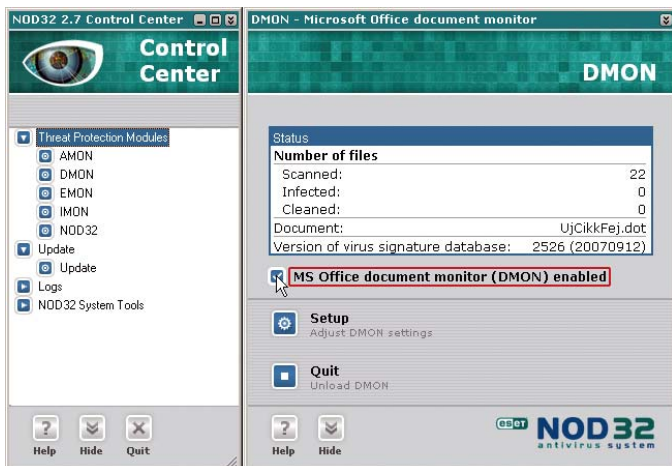 NOD32 2.7 Control Center
Control
Center
Threat Protection Modules
AMON
DMON
EMON
IMON
NOD32
Update
Update
Logs
NOD32 System Tools
Help
Hide
Quit
DMON - Microsoft Office document monitor
DMON
Status
Number of files
Scanned: 22
Infected: 0
Cleaned: 0
Document: UjCikkFej.dot
Version of virus signature database: 2526 (20070912)
MS Office document monitor (DMON) enabled
Setup
Adjust DMON settings
Quit
Unload DMON
Help
Hide
eseT NOD32
antivirus system